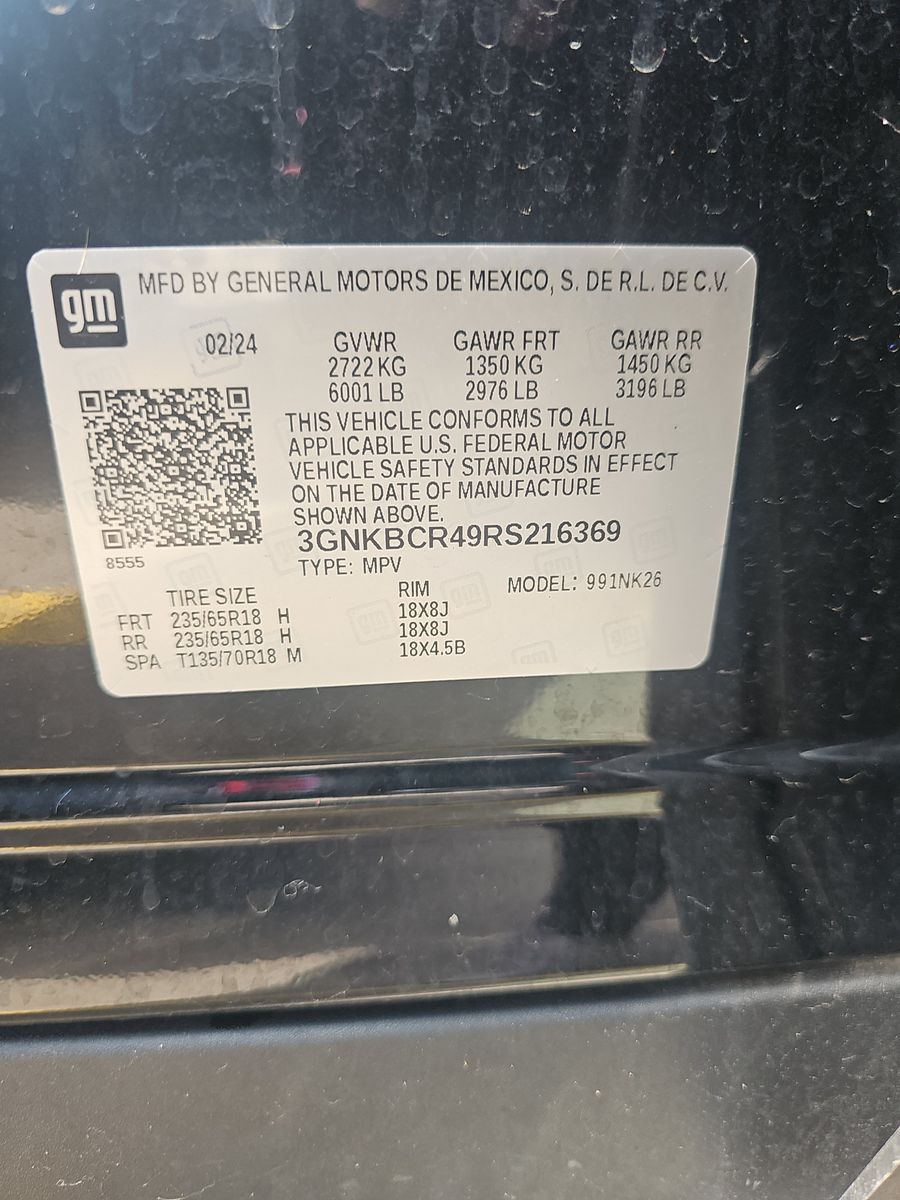 gm
MFD BY GENERAL MOTORS DE MEXICO, S. DE R.L. DE C.V.
02/24 GVWR GAWR FRT GAWR RR
2722 KG 1350 KG 1450 KG
6001 LB 2976 LB 3196 LB
THIS VEHICLE CONFORMS TO ALL
APPLICABLE U.S. FEDERAL MOTOR
VEHICLE SAFETY STANDARDS IN EFFECT
ON THE DATE OF MANUFACTURE
SHOWN ABOVE.
3GNKBCR49RS216369
8555
TYPE: MPV MODEL: 991NK26
TIRE SIZE RIM
FRT 235/65R18 H 18X8J
RR 235/65R18 H 18X8J
SPA T135/70R18 M 18X4.5B